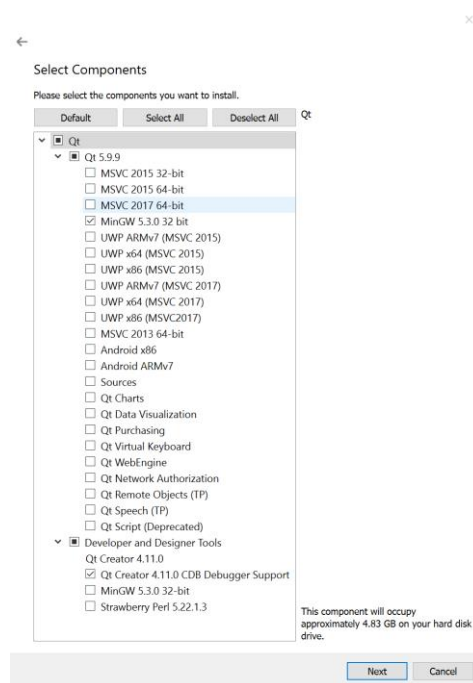 Select Components
Please select the components you want to install.
Default Select All Deselect All Qt
Qt
Qt 5.9.9
MSVC 2015 32-bit
MSVC 2015 64-bit
MSVC 2017 64-bit
MinGW 5.3.0 32 bit
UWP ARMv7 (MSVC 2015)
UWP x64 (MSVC 2015)
UWP x86 (MSVC 2015)
UWP ARMv7 (MSVC 2017)
UWP x64 (MSVC 2017)
UWP x86 (MSVC2017)
MSVC 2013 64-bit
Android x86
Android ARMv7
Sources
Qt Charts
Qt Data Visualization
Qt Purchasing
Qt Virtual Keyboard
Qt WebEngine
Qt Network Authorization
Qt Remote Objects (TP)
Qt Speech (TP)
Qt Script (Deprecated)
Developer and Designer Tools
Qt Creator 4.11.0
Qt Creator 4.11.0 CDB Debugger Support
MinGW 5.3.0 32-bit
Strawberry Perl 5.22.1.3
This component will occupy
approximately 4.83 GB on your hard disk
drive.
Next Cancel